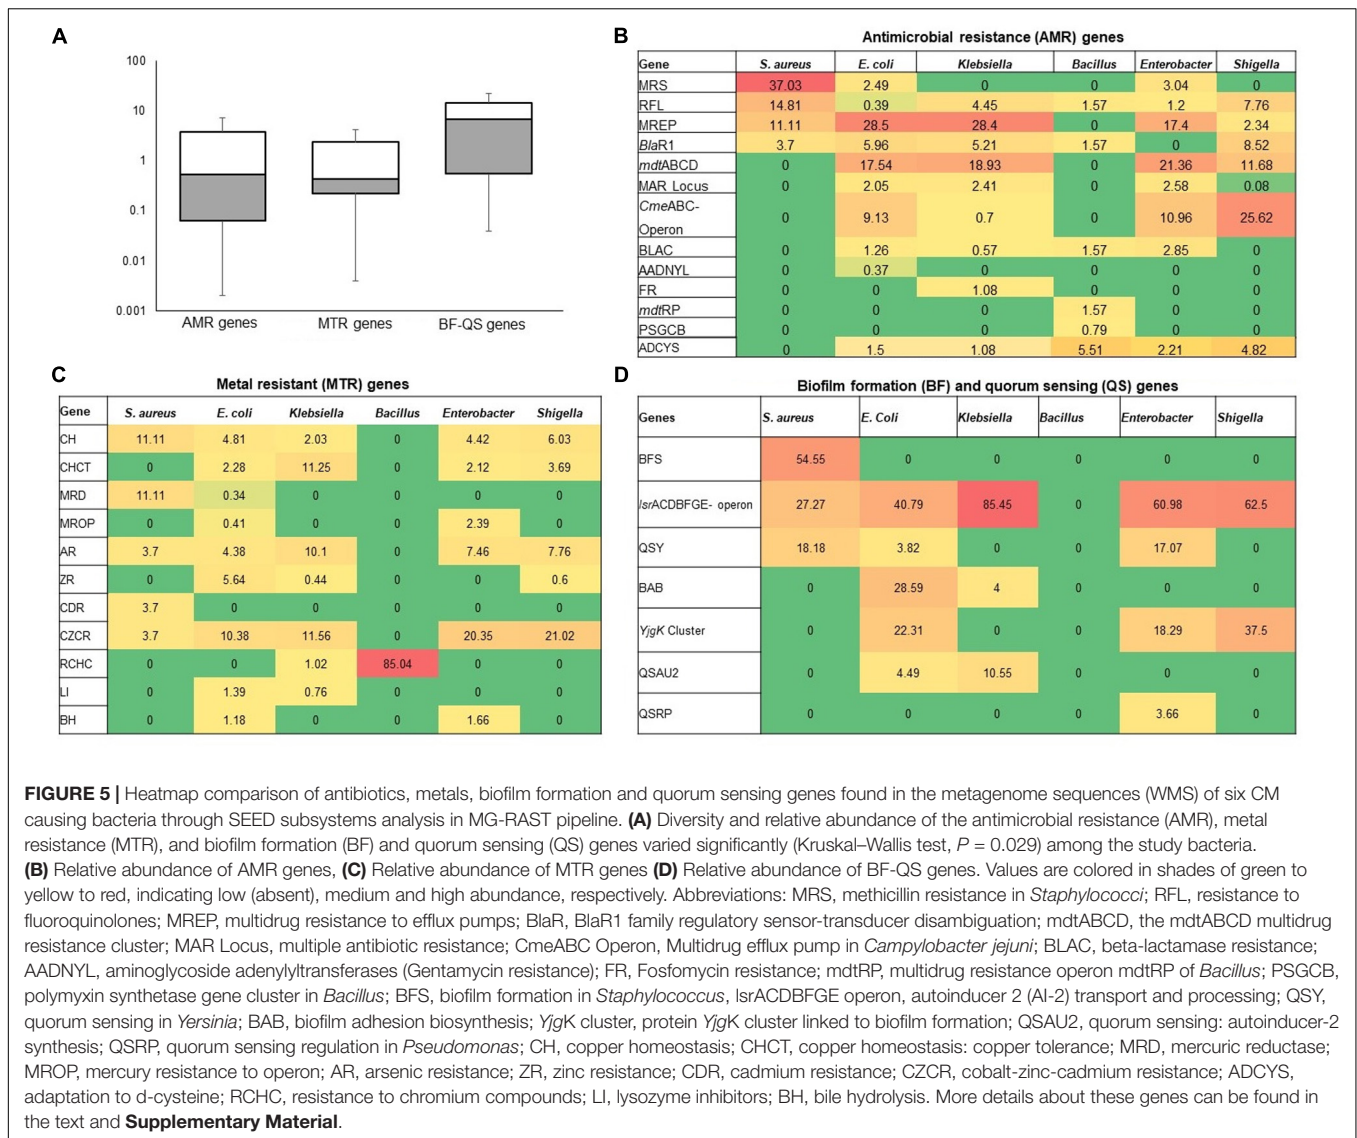 A
100
10
1
0.1
0.01
0.001
AMR genes MTR genes BF-QS genes
B
Antimicrobial resistance (AMR) genes
Gene S. aureus E. coli Klebsiella Bacillus Enterobacter Shigella
MRS 37.03 2.49 0 0 3.04 0
RFL 14.81 0.39 4.45 1.57 1.2 7.76
MREP 11.11 28.5 28.4 0 17.4 2.34
BlaR1 3.7 5.96 5.21 1.57 0 8.52
mdtABCD 0 17.54 18.93 0 21.36 11.68
MAR Locus 0 2.05 2.41 0 2.58 0.08
CmeABC-
Operon 0 9.13 0.7 0 10.96 25.62
BLAC 0 1.26 0.57 1.57 2.85 0
AADNYL 0 0.37 0 0 0 0
FR 0 0 1.08 0 0 0
mdtRP 0 0 0 1.57 0 0
PSGCB 0 0 0 0.79 0 0
ADCYS 0 1.5 1.08 5.51 2.21 4.82
C
Metal resistant (MTR) genes
Gene S. aureus E. coli Klebsiella Bacillus Enterobacter Shigella
CH 11.11 4.81 2.03 0 4.42 6.03
CHCT 0 2.28 11.25 0 2.12 3.69
MRD 11.11 0.34 0 0 0 0
MROP 0 0.41 0 0 2.39 0
AR 3.7 4.38 10.1 0 7.46 7.76
ZR 0 5.64 0.44 0 0 0.6
CDR 3.7 0 0 0 0 0
CZCR 3.7 10.38 11.56 0 20.35 21.02
RCHC 0 0 1.02 85.04 0 0
LI 0 1.39 0.76 0 0 0
BH 0 1.18 0 0 1.66 0
D
Biofilm formation (BF) and quorum sensing (QS) genes
Genes S. aureus E. Coli Klebsiella Bacillus Enterobacter Shigella
BFS 54.55 0 0 0 0 0
lsrACDBFGE- operon 27.27 40.79 85.45 0 60.98 62.5
QSY 18.18 3.82 0 0 17.07 0
BAB 0 28.59 4 0 0 0
YjgK Cluster 0 22.31 0 0 18.29 37.5
QSAU2 0 4.49 10.55 0 0 0
QSRP 0 0 0 0 3.66 0
FIGURE 5 | Heatmap comparison of antibiotics, metals, biofilm formation and quorum sensing genes found in the metagenome sequences (WMS) of six CM
causing bacteria through SEED subsystems analysis in MG-RAST pipeline. (A) Diversity and relative abundance of the antimicrobial resistance (AMR), metal
resistance (MTR), and biofilm formation (BF) and quorum sensing (QS) genes varied significantly (Kruskal–Wallis test, P = 0.029) among the study bacteria.
(B) Relative abundance of AMR genes, (C) Relative abundance of MTR genes (D) Relative abundance of BF-QS genes. Values are colored in shades of green to
yellow to red, indicating low (absent), medium and high abundance, respectively. Abbreviations: MRS, methicillin resistance in Staphylococci; RFL, resistance to
fluoroquinolones; MREP, multidrug resistance to efflux pumps; BlaR, BlaR1 family regulatory sensor-transducer disambiguation; mdtABCD, the mdtABCD multidrug
resistance cluster; MAR Locus, multiple antibiotic resistance; CmeABC Operon, Multidrug efflux pump in Campylobacter jejuni; BLAC, beta-lactamase resistance;
AADNYL, aminoglycoside adenylyltransferases (Gentamycin resistance); FR, Fosfomycin resistance; mdtRP, multidrug resistance operon mdtRP of Bacillus; PSGCB,
polymyxin synthetase gene cluster in Bacillus; BFS, biofilm formation in Staphylococcus, lsrACDBFGE operon, autoinducer 2 (AI-2) transport and processing; QSY,
quorum sensing in Yersinia; BAB, biofilm adhesion biosynthesis; YjgK cluster, protein YjgK cluster linked to biofilm formation; QSAU2, quorum sensing: autoinducer-2
synthesis; QSRP, quorum sensing regulation in Pseudomonas; CH, copper homeostasis; CHCT, copper homeostasis: copper tolerance; MRD, mercuric reductase;
MROP, mercury resistance to operon; AR, arsenic resistance; ZR, zinc resistance; CDR, cadmium resistance; CZCR, cobalt-zinc-cadmium resistance; ADCYS,
adaptation to d-cysteine; RCHC, resistance to chromium compounds; LI, lysozyme inhibitors; BH, bile hydrolysis. More details about these genes can be found in
the text and Supplementary Material.